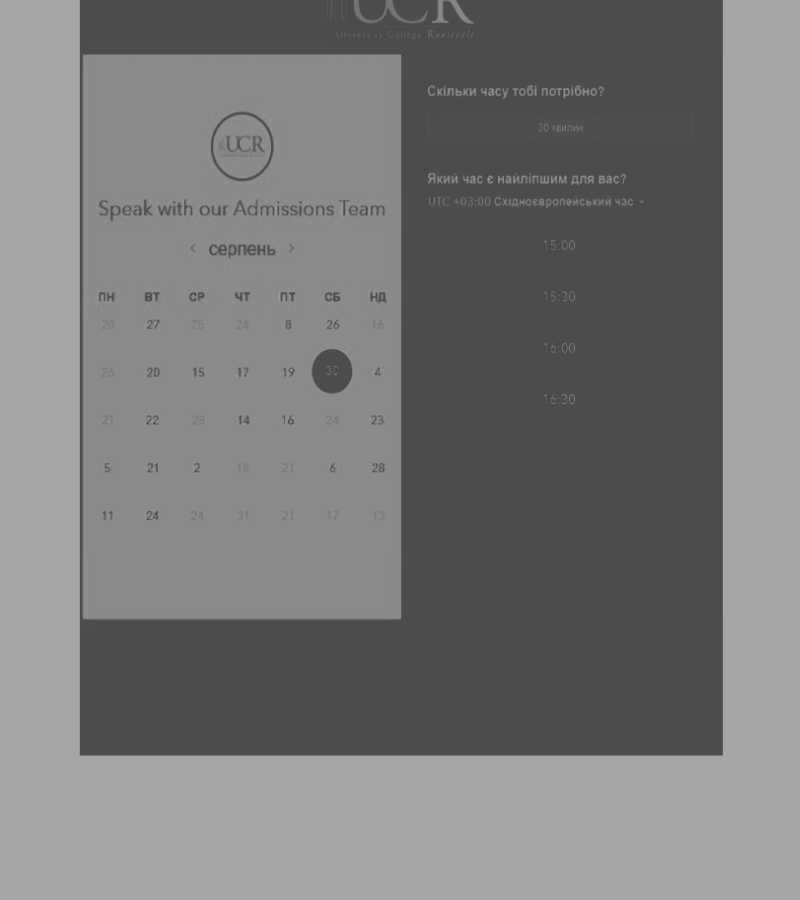 UCR
University College Roosevelt
UCR
Speak with our Admissions Team
< серпень >
ПН ВТ СР ЧТ ПТ СБ НД
28 27 25 24 8 26 16
26 20 15 17 19 30 4
21 22 28 14 16 24 23
5 21 2 18 21 6 28
11 24 24 31 21 17 13
Скільки часу тобі потрібно?
30 хвилин
Який час є найліпшим для вас?
UTC +03:00 Східноєвропейський час
15:00
15:30
16:00
16:30